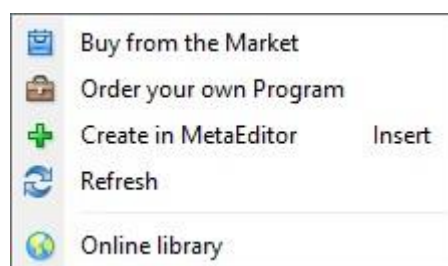 Buy from the Market
Order your own Program
Create in MetaEditor Insert
Refresh
Online library